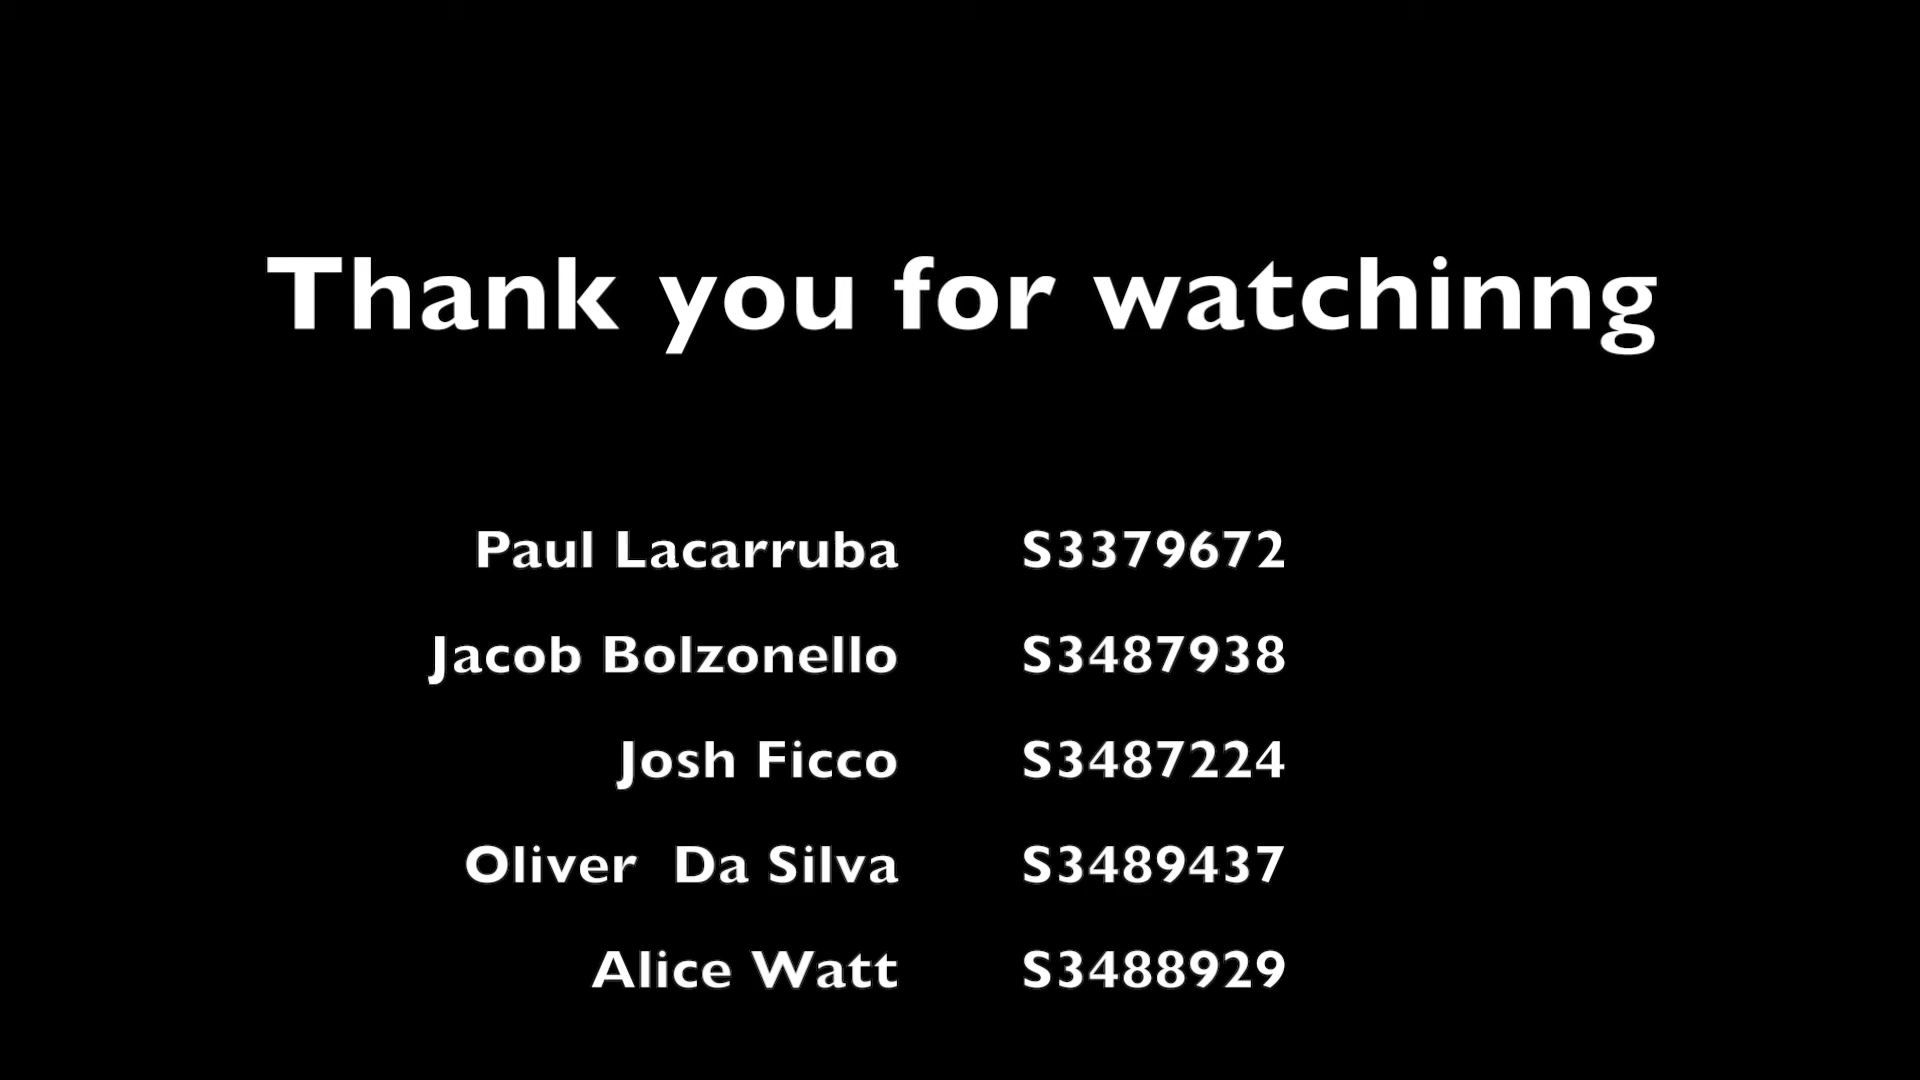 Thank you for watchinng
Paul Lacarruba S3379672
Jacob Bolzonello S3487938
Josh Ficco S3487224
Oliver  Da Silva S3489437
Alice Watt S3488929